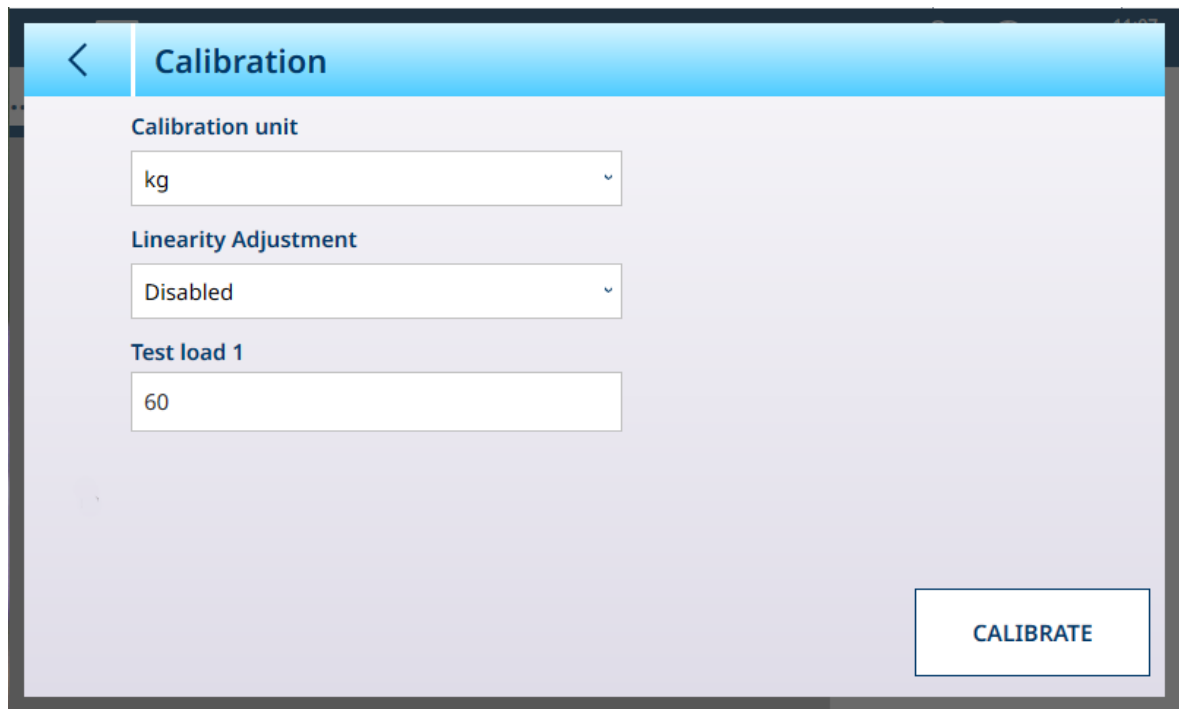 Calibration
Calibration unit
kg
Linearity Adjustment
Disabled
Test load 1
60
CALIBRATE